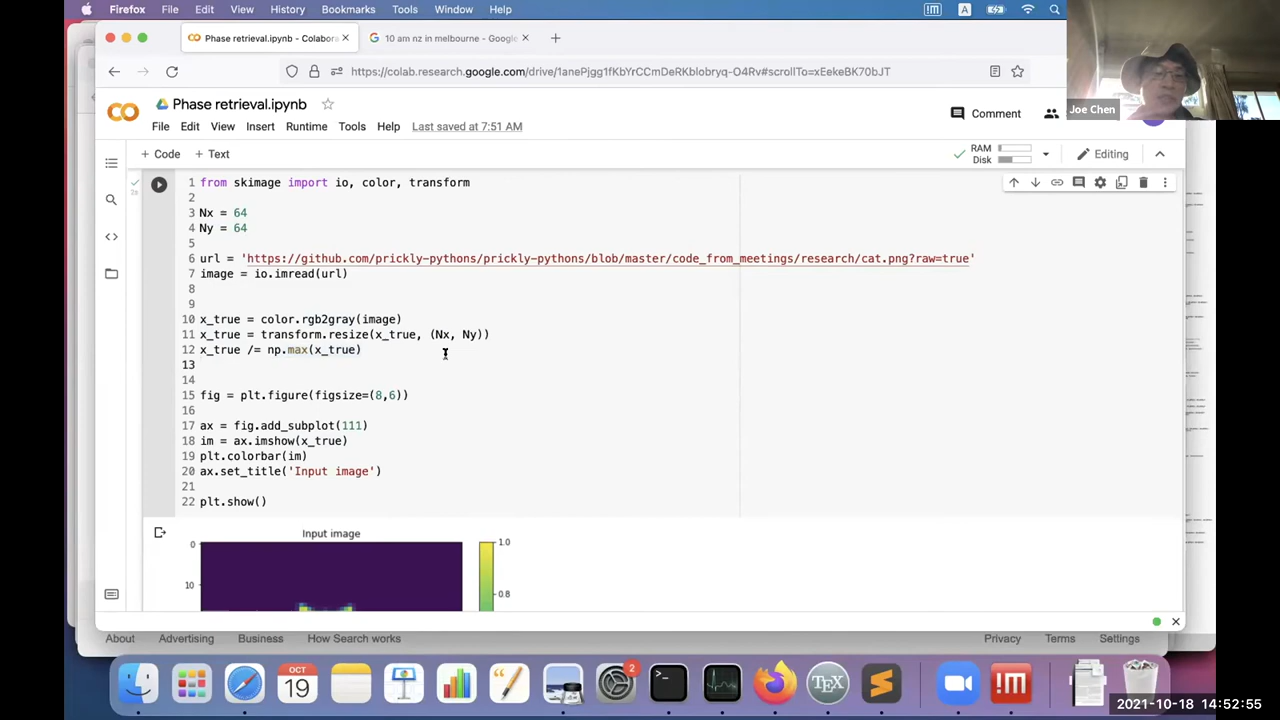 Firefox File Edit View History Bookmarks Tools Window Help
A
Phase retrieval.ipynb - Colabora
10 am nz in melbourne - Google
https://colab.research.google.com/drive/1anePjgg1fKbYrCCmDeRKblobryq-O4Rv#scrollTo=xEekeBK70bJT
Joe Chen
Phase retrieval.ipynb
File Edit View Insert Runtime Tools Help Last saved at 7:51 AM
Comment
+ Code + Text
RAM
Disk
Editing
1 from skimage import io, color, transform
2
3 Nx = 64
4 Ny = 64
5
6 url = 'https://github.com/prickly-pythons/prickly-pythons/blob/master/code_from_meetings/research/cat.png?raw=true'
7 image = io.imread(url)
8
9
10 x_true = color.rgb2gray(image)
11 x_true = transform.resize(x_true, (Nx, Ny))
12 x_true /= np.max(x_true)
13
14
15 fig = plt.figure(figsize=(8,6))
16
17 ax = fig.add_subplot(111)
18 im = ax.imshow(x_true)
19 plt.colorbar(im)
20 ax.set_title('Input image')
21
22 plt.show()
Input image
0
10
1.0
0.8
About Advertising Business How Search works Privacy Terms Settings
OCT
19
2
TEX
!M
2021-10-18 14:52:55